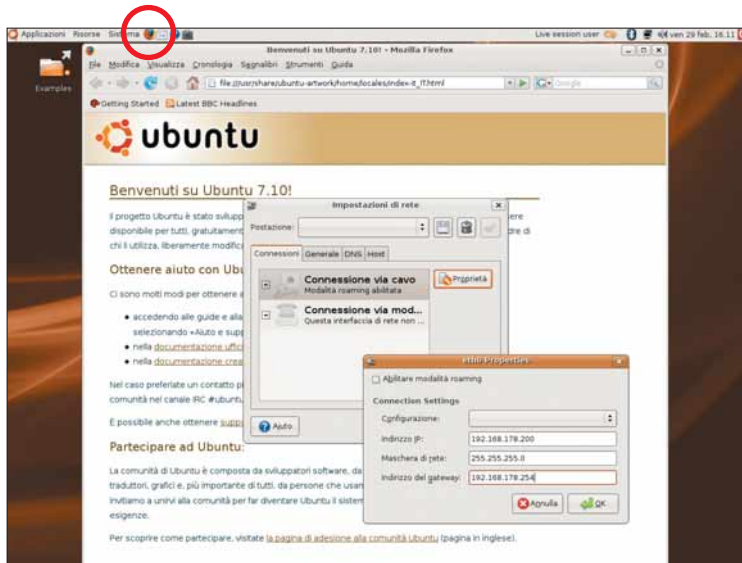 Applicazioni Risorse Sistema
Live session user
ven 29 feb, 16.11
Examples
Benvenuti su Ubuntu 7.10! - Mozilla Firefox
File Modifica Visualizza Cronologia Segnalibri Strumenti Guida
file:///usr/share/ubuntu-artwork/home/locales/index-it_IT.html
Google
Getting Started Latest BBC Headlines
ubuntu
Benvenuti su Ubuntu 7.10!
Il progetto Ubuntu è stato svilupp
ere
disponibile per tutti, gratuitament
dre di
chi li utilizza, liberamente modific
Ottenere aiuto con Ubu
Ci sono molti modi per ottenere a
accedendo alle guide e alla
selezionando «Aiuto e supp
nella documentazione uffic
nella documentazione crea
Nel caso preferiate un contatto p
comunità nel canale IRC #ubuntu
È possibile anche ottenere suppo
Partecipare ad Ubuntu:
La comunità di Ubuntu è composta da sviluppatori software, da
traduttori, grafici e, più importante di tutti, da persone che usan
invitiamo a unirvi alla comunità per far diventare Ubuntu il sistem
esigenze.
Per scoprire come partecipare, visitate la pagina di adesione alla comunità Ubuntu (pagina in inglese).
Impostazioni di rete
Postazione:
Connessioni Generale DNS Host
Connessione via cavo
Modalità roaming abilitata
Proprietà
Connessione via mod...
Questa interfaccia di rete non ...
Aiuto
eth0 Properties
Abilitare modalità roaming
Connection Settings
Configurazione:
Indirizzo IP: 192.168.178.200
Maschera di rete: 255.255.255.0
Indirizzo del gateway: 192.168.178.254
Annulla OK